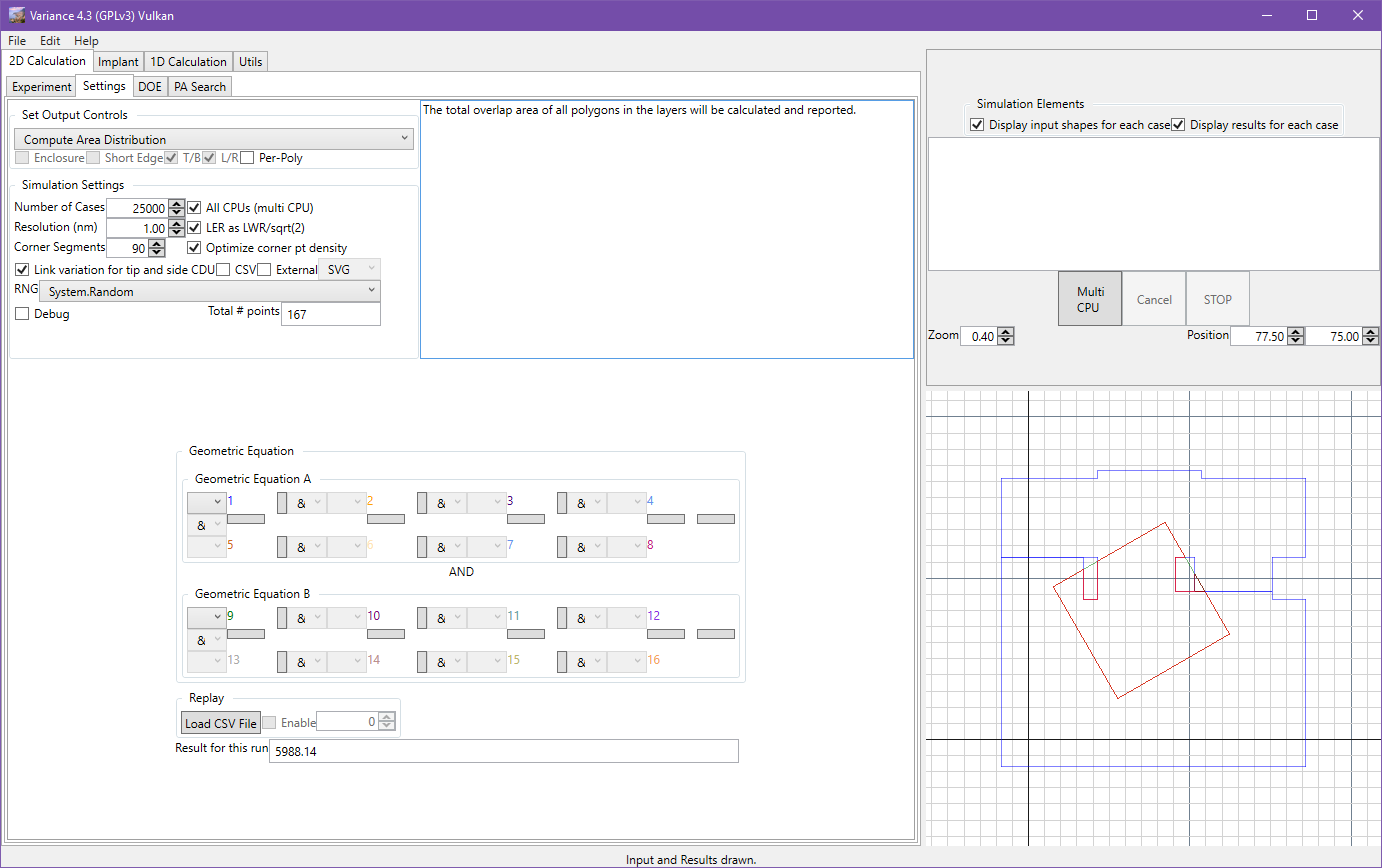 Variance 4.3 (GPLv3) Vulkan
File Edit Help
2D Calculation Implant 1D Calculation Utils
Experiment Settings DOE PA Search
Set Output Controls
Compute Area Distribution
Enclosure Short Edge T/B L/R Per-Poly
The total overlap area of all polygons in the layers will be calculated and reported.
Simulation Settings
Number of Cases 25000 All CPUs (multi CPU)
Resolution (nm) 1.00 LER as LWR/sqrt(2)
Corner Segments 90 Optimize corner pt density
Link variation for tip and side CDU CSV External SVG
RNG System.Random
Debug Total # points 167
Geometric Equation
Geometric Equation A
1 & 2 & 3 & 4
&
5 & 6 & 7 & 8
AND
Geometric Equation B
9 & 10 & 11 & 12
&
13 & 14 & 15 & 16
Replay
Load CSV File Enable 0
Result for this run 5988.14
Simulation Elements
Display input shapes for each case Display results for each case
Multi
CPU
Cancel STOP
Zoom 0.40 Position 77.50 75.00
Input and Results drawn.